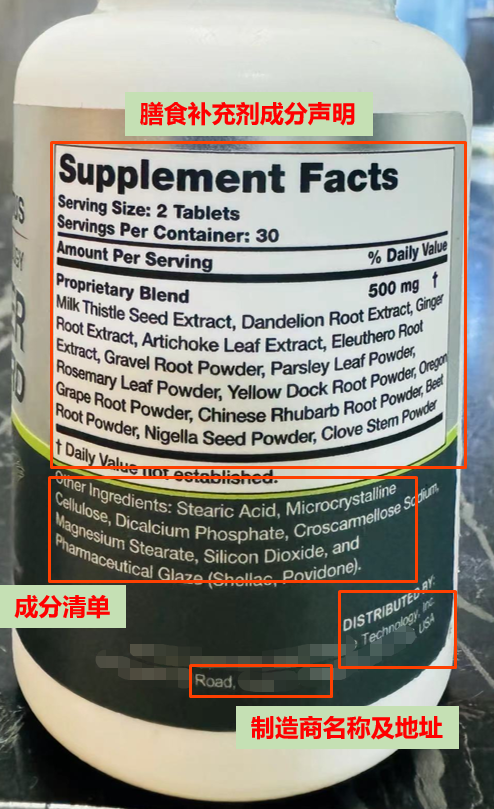 膳食补充剂成分声明
Supplement Facts
Serving Size: 2 Tablets
Servings Per Container: 30
Amount Per Serving % Daily Value
Proprietary Blend 500 mg †
Milk Thistle Seed Extract, Dandelion Root Extract, Ginger
Root Extract, Artichoke Leaf Extract, Eleuthero Root
Extract, Gravel Root Powder, Parsley Leaf Powder,
Rosemary Leaf Powder, Yellow Dock Root Powder, Oregon
Grape Root Powder, Chinese Rhubarb Root Powder, Beet
Root Powder, Nigella Seed Powder, Clove Stem Powder
† Daily Value not established.
Other Ingredients: Stearic Acid, Microcrystalline
Cellulose, Dicalcium Phosphate, Croscarmellose Sodium,
Magnesium Stearate, Silicon Dioxide, and
Pharmaceutical Glaze (Shellac, Povidone).
成分清单
DISTRIBUTED BY:
Technology, Inc.
USA
Road,
制造商名称及地址